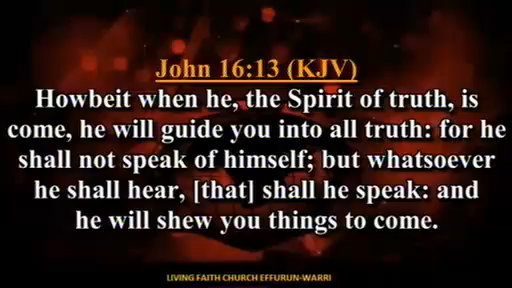 John 16:13 (KJV)
Howbeit when he, the Spirit of truth, is
come, he will guide you into all truth: for he
shall not speak of himself; but whatsoever
he shall hear, [that] shall he speak: and
he will shew you things to come.
LIVING FAITH CHURCH EFFURUN-WARRI